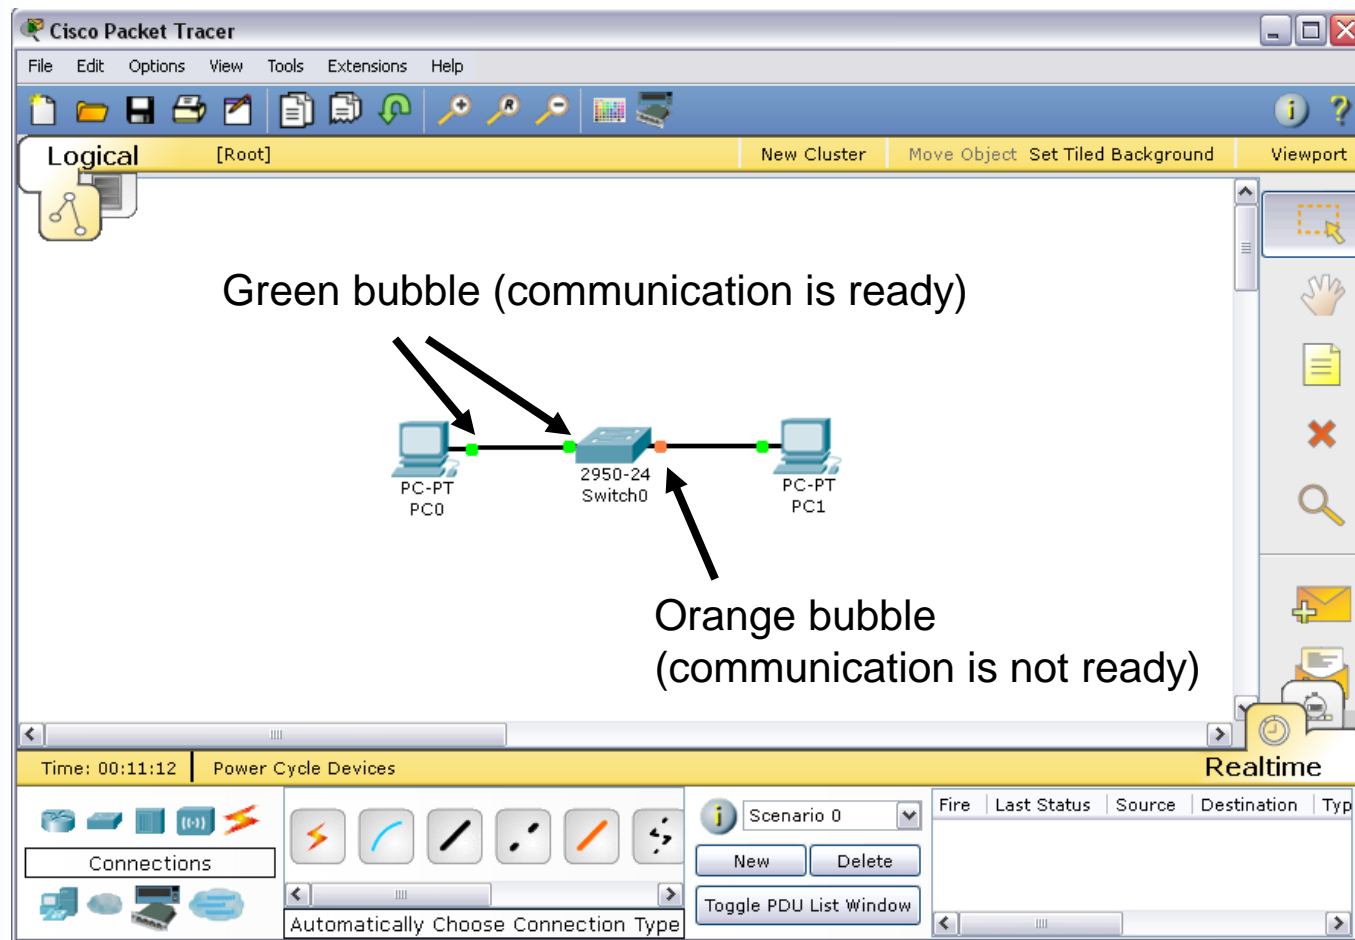 Cisco Packet Tracer
File Edit Options View Tools Extensions Help
Logical [Root] New Cluster Move Object Set Tiled Background Viewport
Green bubble (communication is ready)
PC-PT
PC0
2950-24
Switch0
PC-PT
PC1
Orange bubble
(communication is not ready)
Time: 00:11:12 Power Cycle Devices Realtime
Connections
Automatically Choose Connection Type
Scenario 0
New Delete
Toggle PDU List Window
Fire Last Status Source Destination Typ